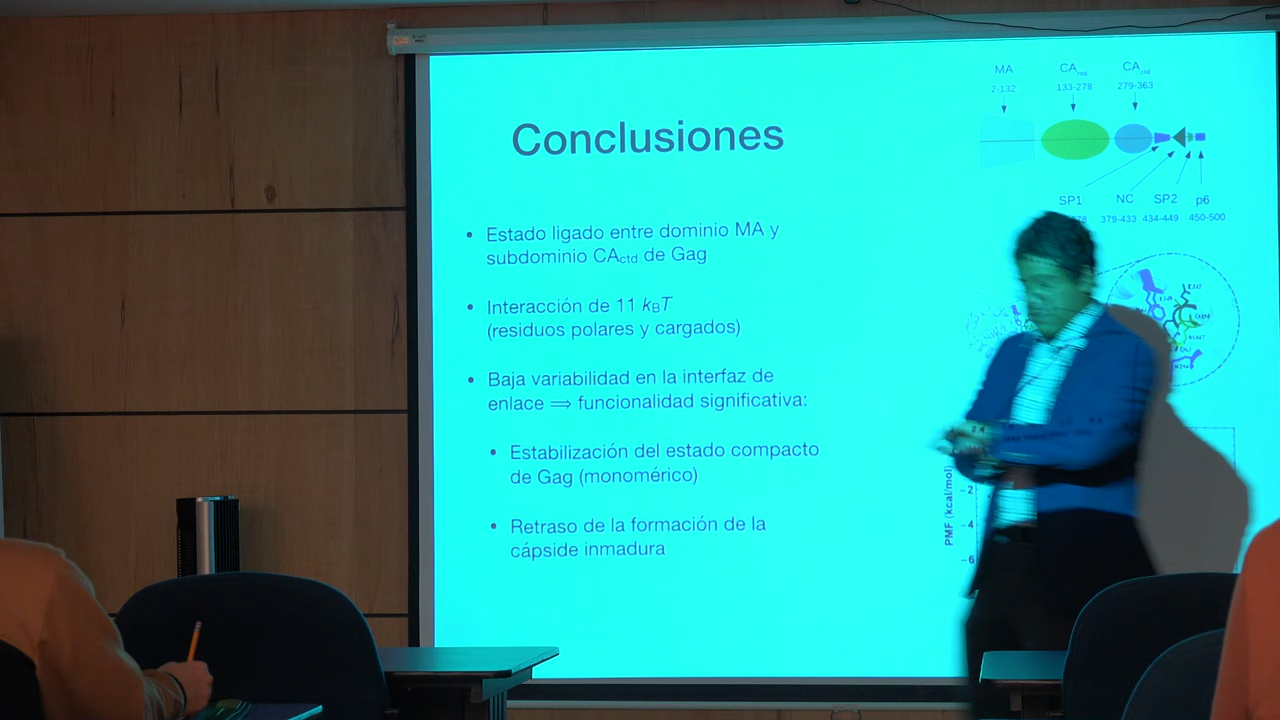 Conclusiones
• Estado ligado entre dominio MA y
subdominio CActd de Gag
• Interacción de 11 kBT
(residuos polares y cargados)
• Baja variabilidad en la interfaz de
enlace ⟹ funcionalidad significativa:
• Estabilización del estado compacto
de Gag (monomérico)
• Retraso de la formación de la
cápside inmadura
MA CAntd CActd
2-132 133-278 279-363
SP1 NC SP2 p6
379-433 434-449 450-500
PMF (kcal/mol)
-2
-4
-6